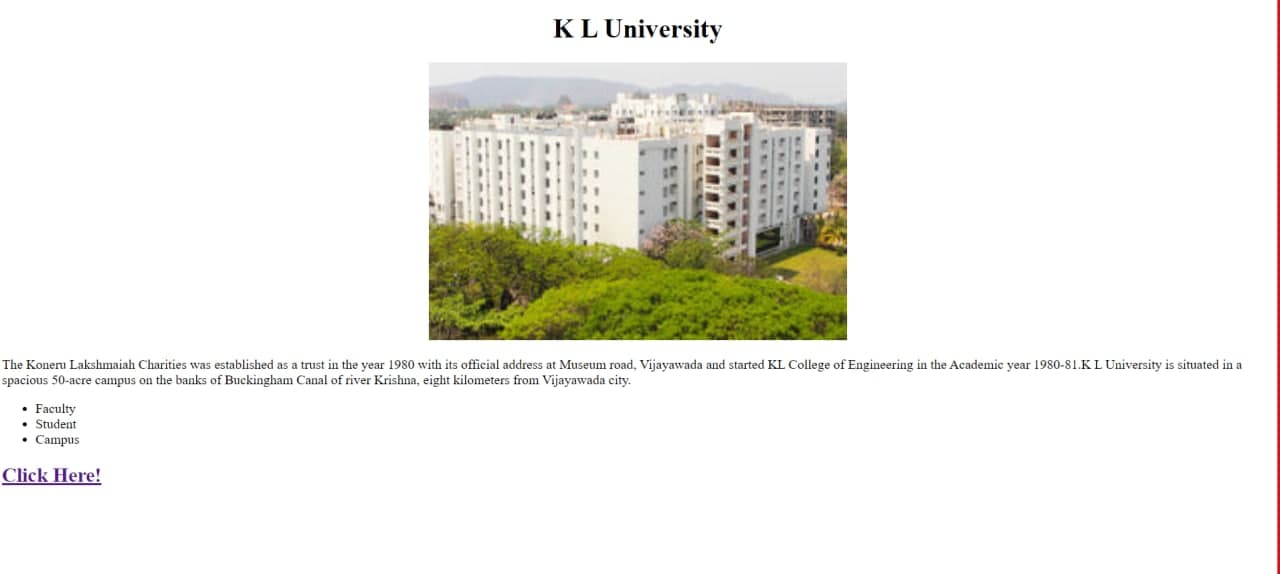 K L University
The Koneru Lakshmaiah Charities was established as a trust in the year 1980 with its official address at Museum road, Vijayawada and started KL College of Engineering in the Academic year 1980-81.K L University is situated in a
spacious 50-acre campus on the banks of Buckingham Canal of river Krishna, eight kilometers from Vijayawada city.
• Faculty
• Student
• Campus
Click Here!